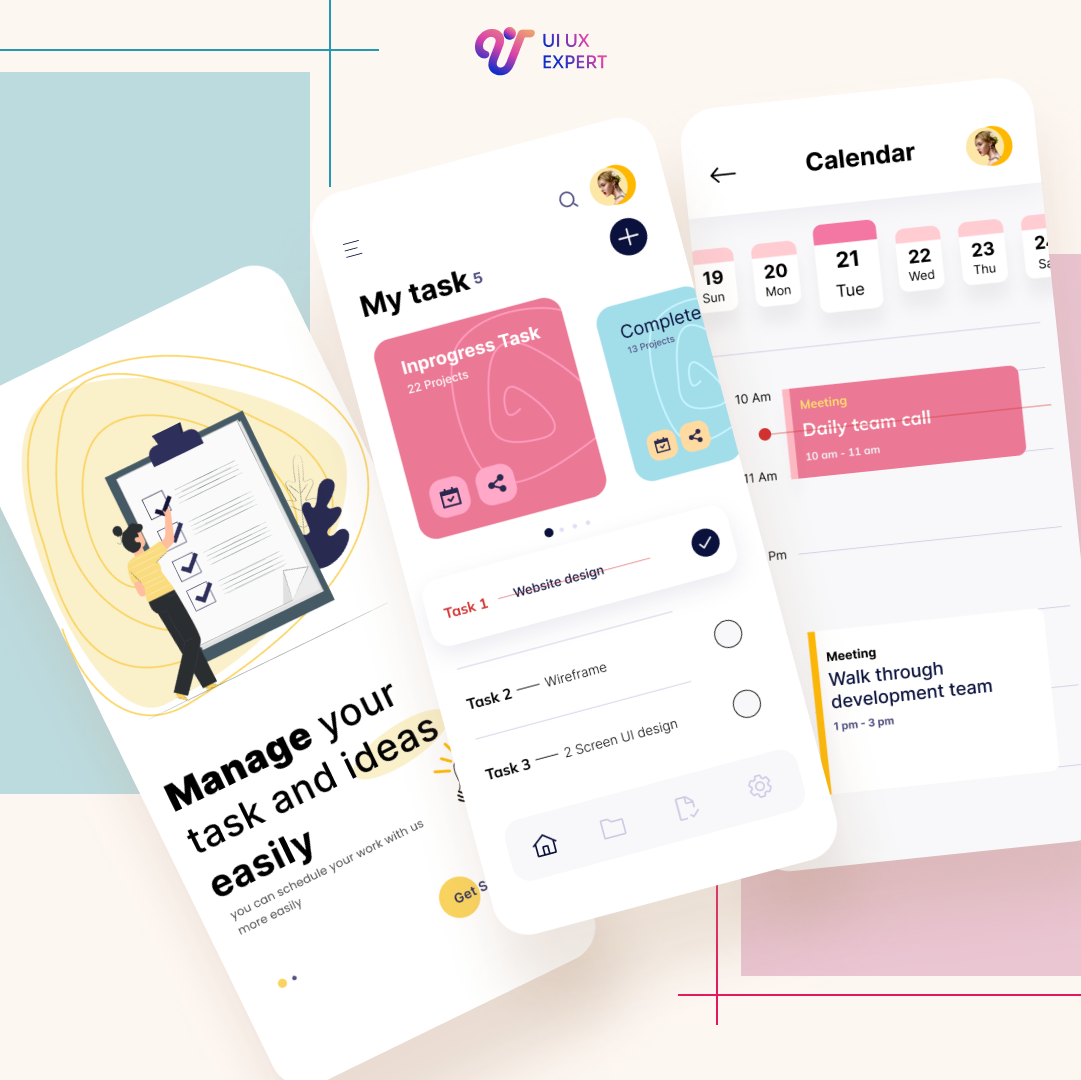 UI UX
EXPERT
Manage your
task and ideas
easily
you can schedule your work with us
more easily
Get S
My task 5
Inprogress Task
22 Projects
Complete
13 Projects
Task 1
Website design
Task 2 — Wireframe
Task 3 — 2 Screen UI design
Calendar
19
Sun
20
Mon
21
Tue
22
Wed
23
Thu
24
Sa
10 Am
Meeting
Daily team call
10 am - 11 am
11 Am
Pm
Meeting
Walk through
development team
1 pm - 3 pm